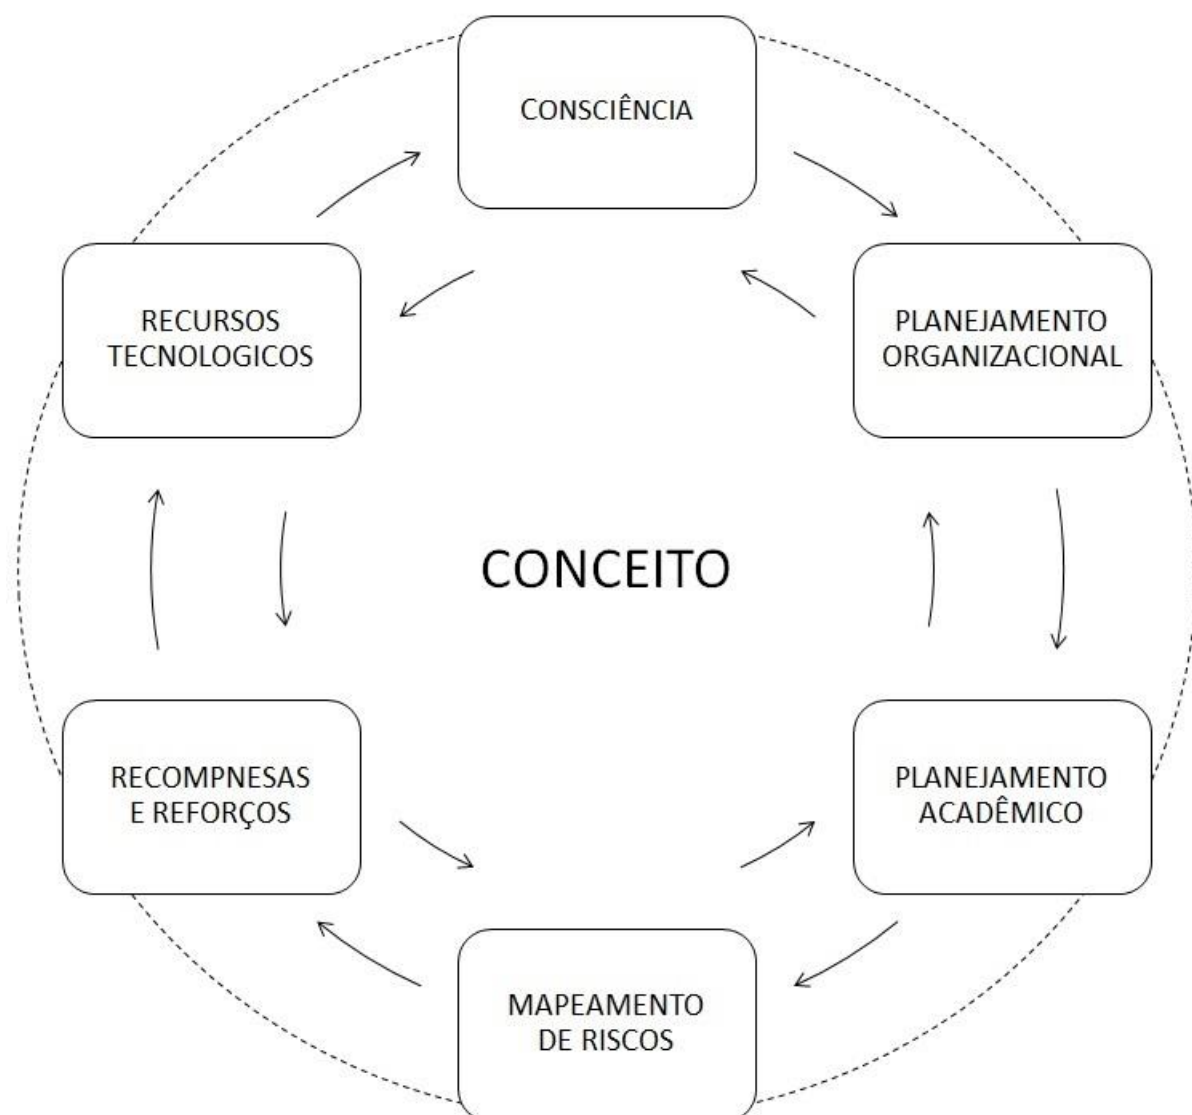 CONSCIÊNCIA
RECURSOS
TECNOLOGICOS
PLANEJAMENTO
ORGANIZACIONAL
CONCEITO
RECOMPNESAS
E REFORÇOS
PLANEJAMENTO
ACADÊMICO
MAPEAMENTO
DE RISCOS